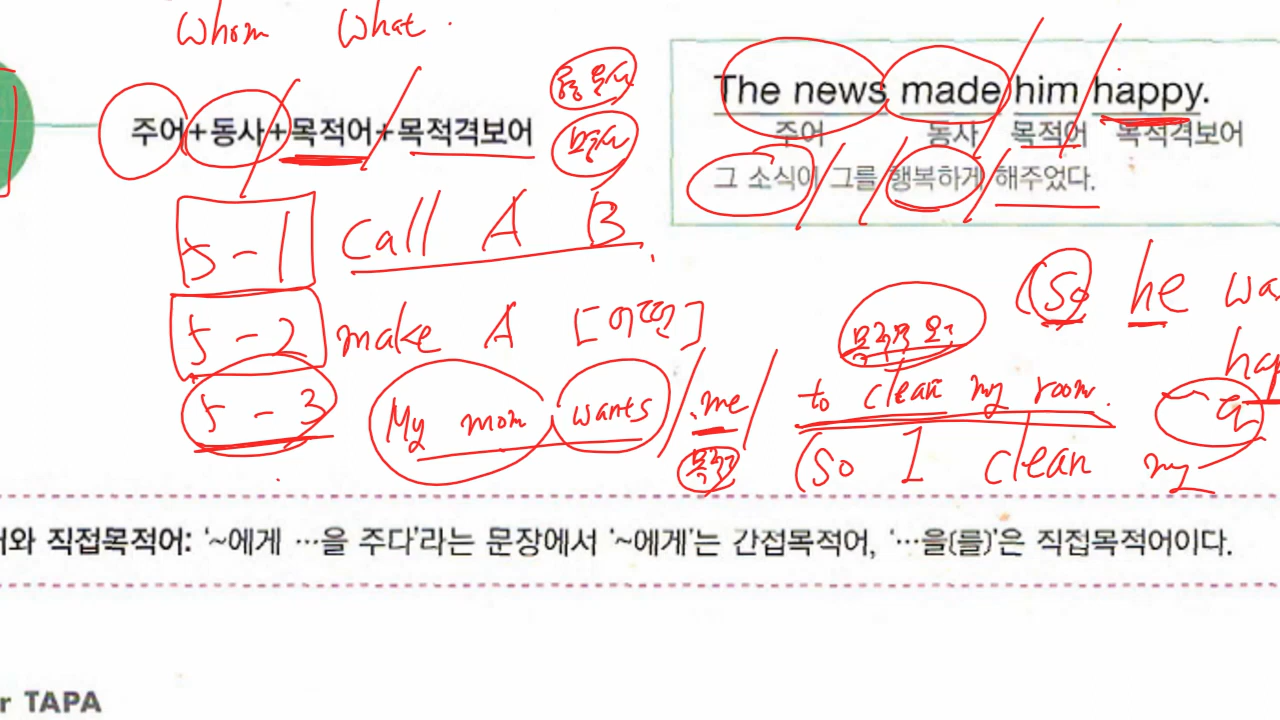 whom what
주어+동사+목적어+목적격보어
The news made him happy.
주어 동사 목적어 목적격보어
그 소식이 그를 행복하게 해주었다.
5-1 call A B
(so he
5-2 make A [어떤]
5-3 My mom wants me to clean my room.
목적어
(so I clean my
어와 직접목적어: '~에게 …을 주다'라는 문장에서 '~에게'는 간접목적어, '…을(를)'은 직접목적어이다.
r TAPA